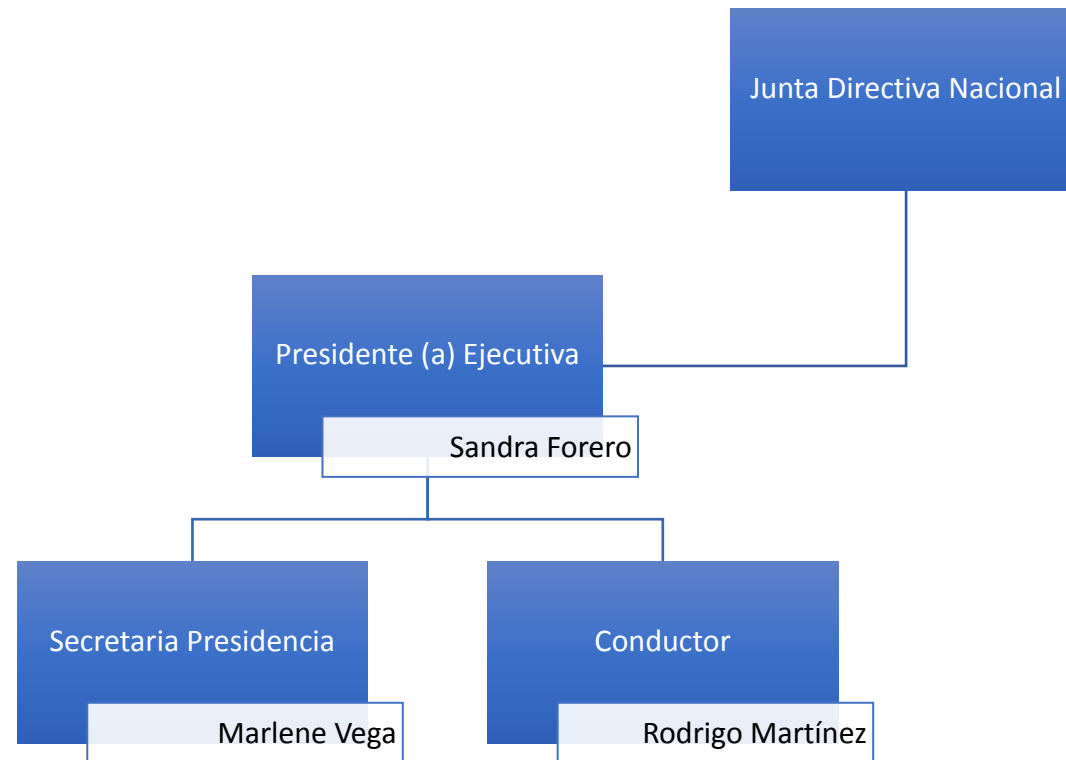 Junta Directiva Nacional
Presidente (a) Ejecutiva
Sandra Forero
Secretaria Presidencia
Marlene Vega
Conductor
Rodrigo Martínez